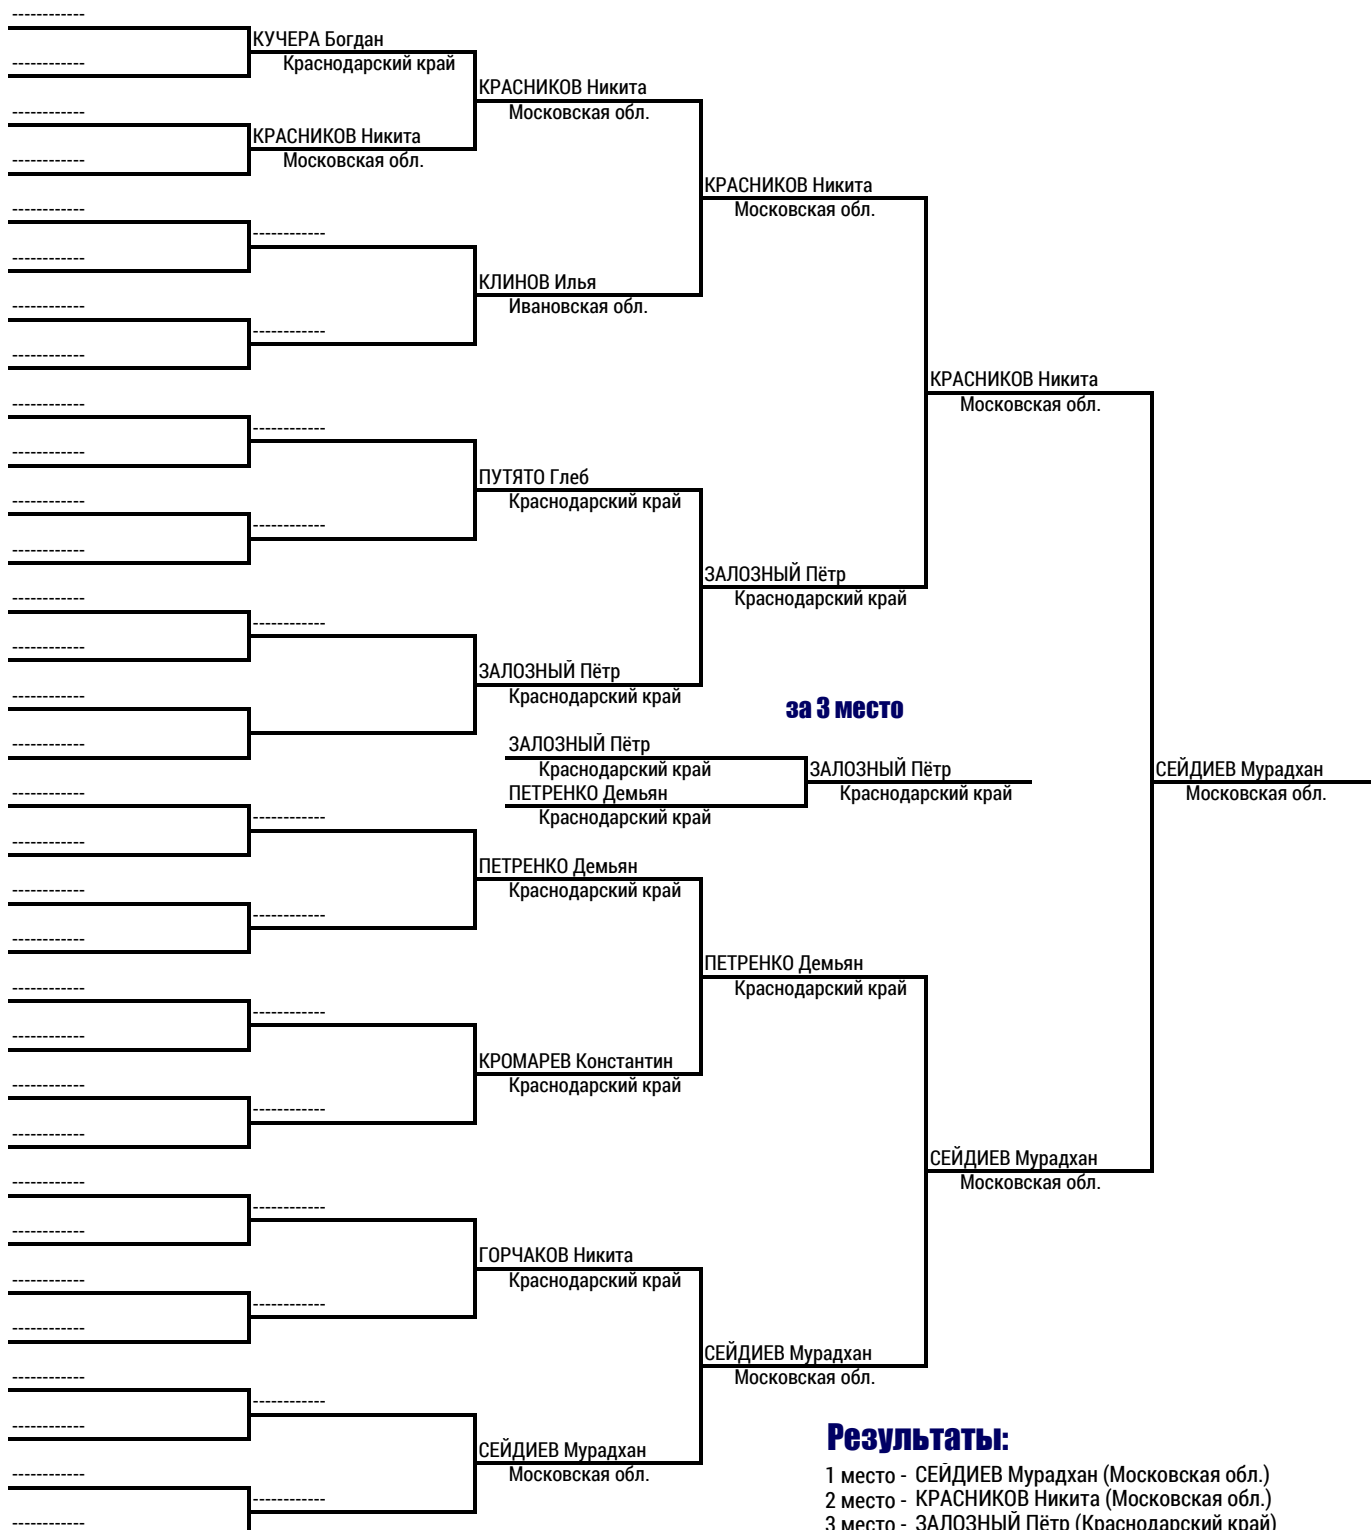 ------------
КУЧЕРА Богдан
------------
Краснодарский край
КРАСНИКОВ Никита
------------
Московская обл.
КРАСНИКОВ Никита
------------
Московская обл.
КРАСНИКОВ Никита
------------
Московская обл.
------------
------------
КЛИНОВ Илья
------------
Ивановская обл.
------------
------------
КРАСНИКОВ Никита
------------
Московская обл.
------------
------------
ПУТЯТО Глеб
------------
Краснодарский край
------------
------------
ЗАЛОЗНЫЙ Пётр
------------
Краснодарский край
------------
------------
ЗАЛОЗНЫЙ Пётр
------------
Краснодарский край
за 3 место
------------
ЗАЛОЗНЫЙ Пётр
Краснодарский край
ЗАЛОЗНЫЙ Пётр
СЕЙДИЕВ Мурадхан
------------
ПЕТРЕНКО Демьян
Краснодарский край
Московская обл.
------------
Краснодарский край
------------
ПЕТРЕНКО Демьян
------------
Краснодарский край
------------
------------
ПЕТРЕНКО Демьян
------------
Краснодарский край
------------
------------
КРОМАРЕВ Константин
------------
Краснодарский край
------------
------------
СЕЙДИЕВ Мурадхан
------------
Московская обл.
------------
------------
ГОРЧАКОВ Никита
------------
Краснодарский край
------------
------------
СЕЙДИЕВ Мурадхан
------------
Московская обл.
------------
------------
Результаты:
СЕЙДИЕВ Мурадхан
------------
Московская обл.
1 место - СЕЙДИЕВ Мурадхан (Московская обл.)
------------
2 место - КРАСНИКОВ Никита (Московская обл.)
------------
3 место - ЗАЛОЗНЫЙ Пётр (Краснодарский край)